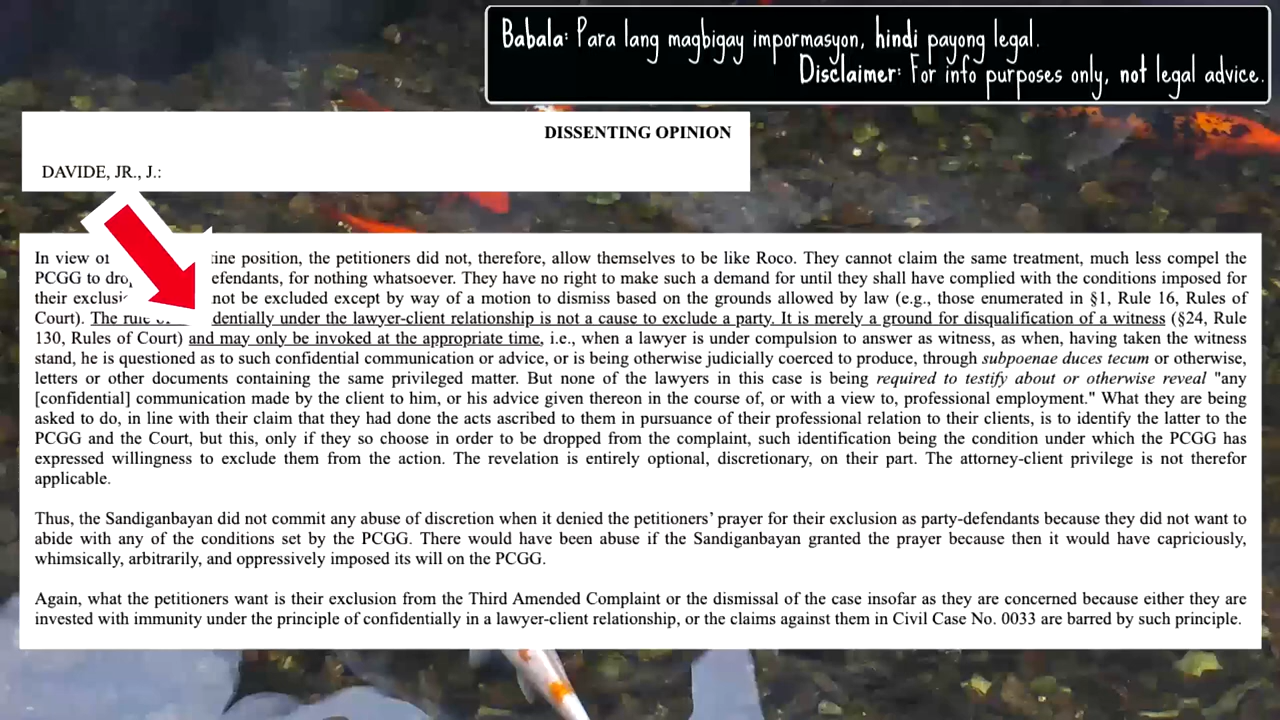 Babala: Para lang magbigay impormasyon, hindi payong legal.
Disclaimer: For info purposes only, not legal advice.
DISSENTING OPINION
DAVIDE, JR., J.:
In view of position, the petitioners did not, therefore, allow themselves to be like Roco. They cannot claim the same treatment, much less compel the
PCGG to for nothing whatsoever. They have no right to make such a demand for until they shall have complied with the conditions imposed for
their not be excluded except by way of a motion to dismiss based on the grounds allowed by law (e.g., those enumerated in §1, Rule 16, Rules of
Court). The rule under the lawyer-client relationship is not a cause to exclude a party. It is merely a ground for disqualification of a witness (§24, Rule
130, Rules of Court) and may only be invoked at the appropriate time, i.e., when a lawyer is under compulsion to answer as witness, as when, having taken the witness
stand, he is questioned as to such confidential communication or advice, or is being otherwise judicially coerced to produce, through subpoenae duces tecum or otherwise,
letters or other documents containing the same privileged matter. But none of the lawyers in this case is being required to testify about or otherwise reveal "any
[confidential] communication made by the client to him, or his advice given thereon in the course of, or with a view to, professional employment." What they are being
asked to do, in line with their claim that they had done the acts ascribed to them in pursuance of their professional relation to their clients, is to identify the latter to the
PCGG and the Court, but this, only if they so choose in order to be dropped from the complaint, such identification being the condition under which the PCGG has
expressed willingness to exclude them from the action. The revelation is entirely optional, discretionary, on their part. The attorney-client privilege is not therefor
applicable.
Thus, the Sandiganbayan did not commit any abuse of discretion when it denied the petitioners' prayer for their exclusion as party-defendants because they did not want to
abide with any of the conditions set by the PCGG. There would have been abuse if the Sandiganbayan granted the prayer because then it would have capriciously,
whimsically, arbitrarily, and oppressively imposed its will on the PCGG.
Again, what the petitioners want is their exclusion from the Third Amended Complaint or the dismissal of the case insofar as they are concerned because either they are
invested with immunity under the principle of confidentially in a lawyer-client relationship, or the claims against them in Civil Case No. 0033 are barred by such principle.